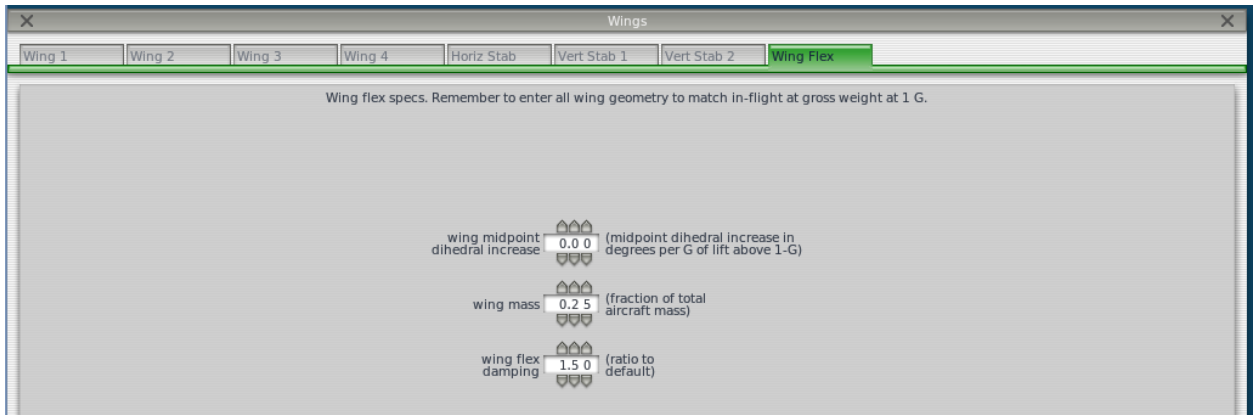 Wings
Wing 1 Wing 2 Wing 3 Wing 4 Horiz Stab Vert Stab 1 Vert Stab 2 Wing Flex
Wing flex specs. Remember to enter all wing geometry to match in-flight at gross weight at 1 G.
wing midpoint
dihedral increase
0.0 0
(midpoint dihedral increase in
degrees per G of lift above 1-G)
wing mass
0.2 5
(fraction of total
aircraft mass)
wing flex
damping
1.5 0
(ratio to
default)